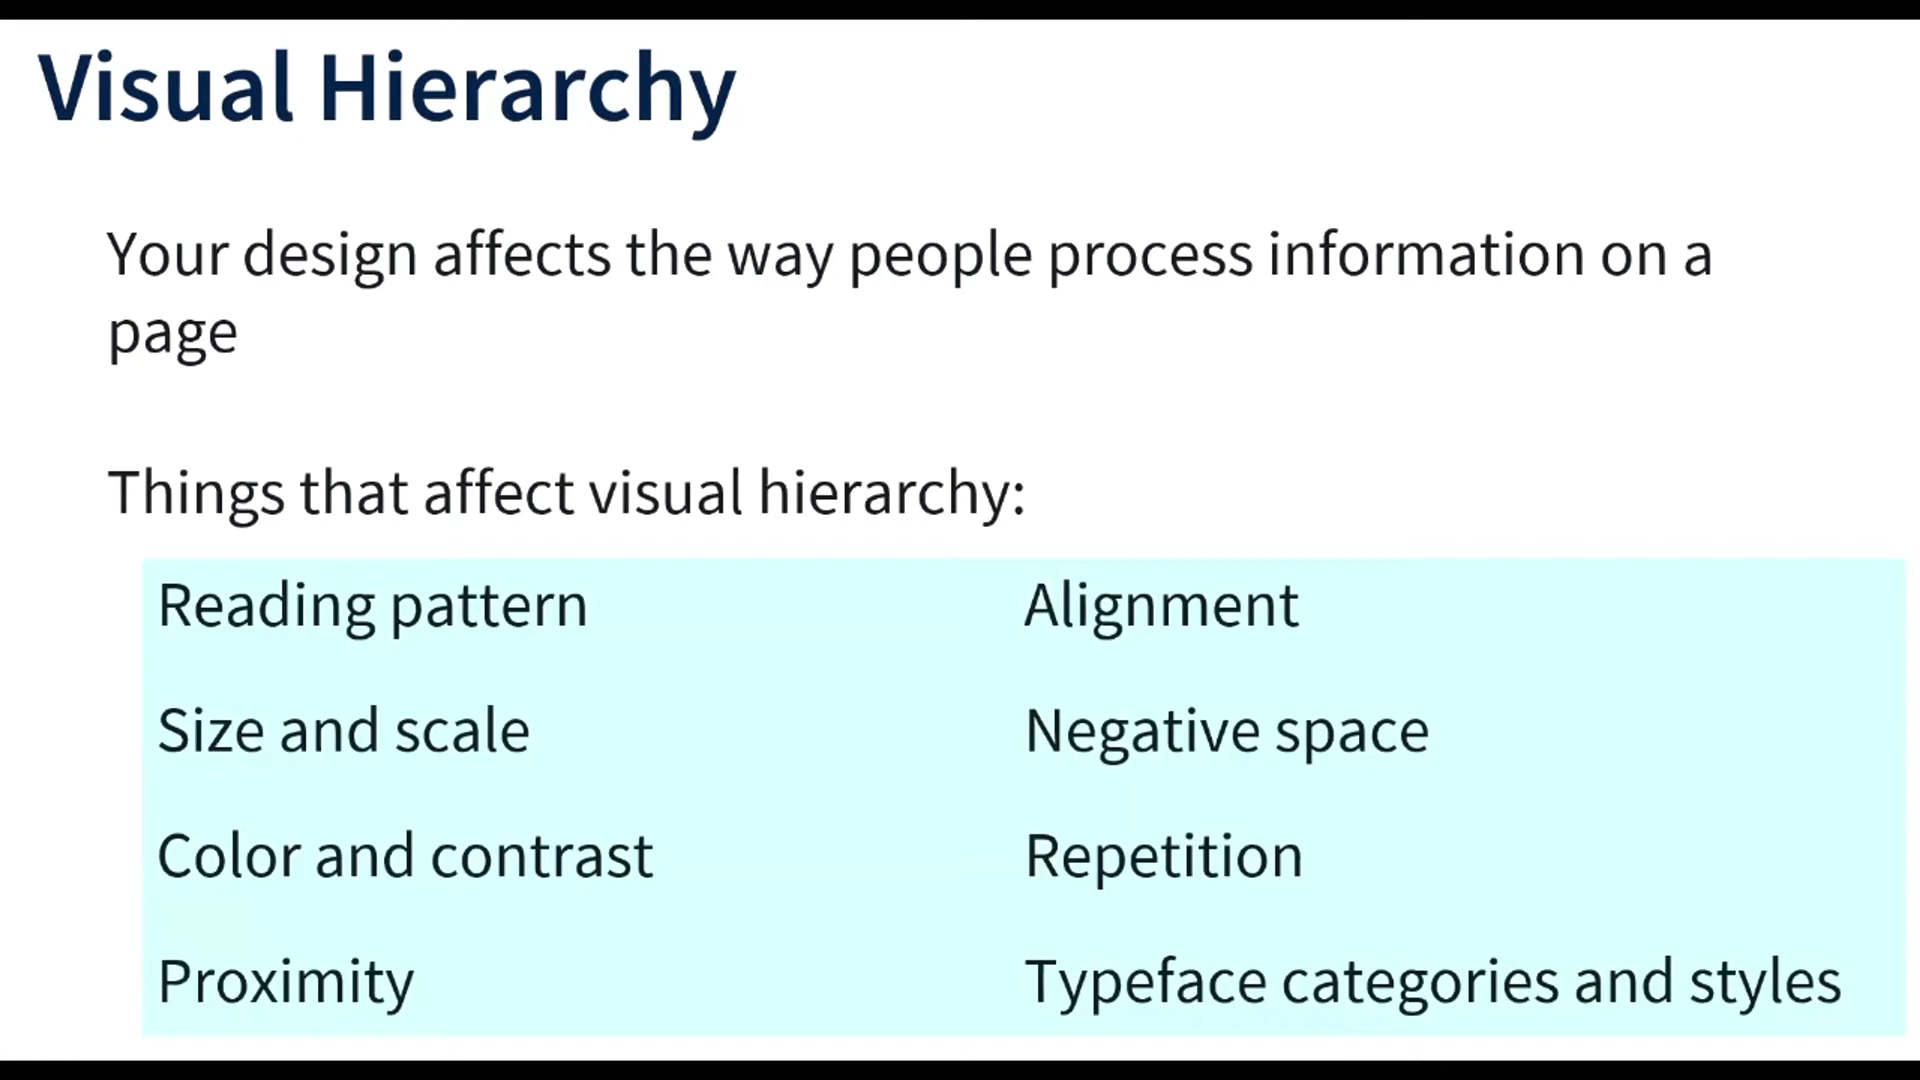 Visual Hierarchy
Your design affects the way people process information on a
page
Things that affect visual hierarchy:
Reading pattern
Size and scale
Color and contrast
Proximity
Alignment
Negative space
Repetition
Typeface categories and styles